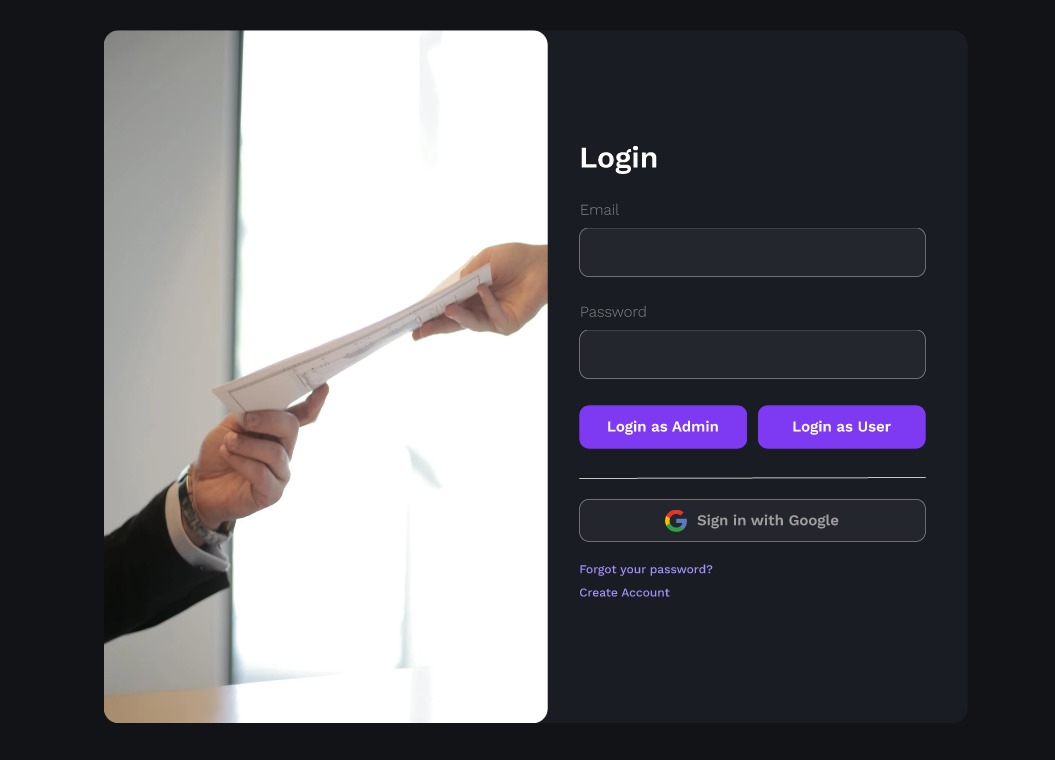 Login
Email
Password
Login as Admin
Login as User
Sign in with Google
Forgot your password?
Create Account